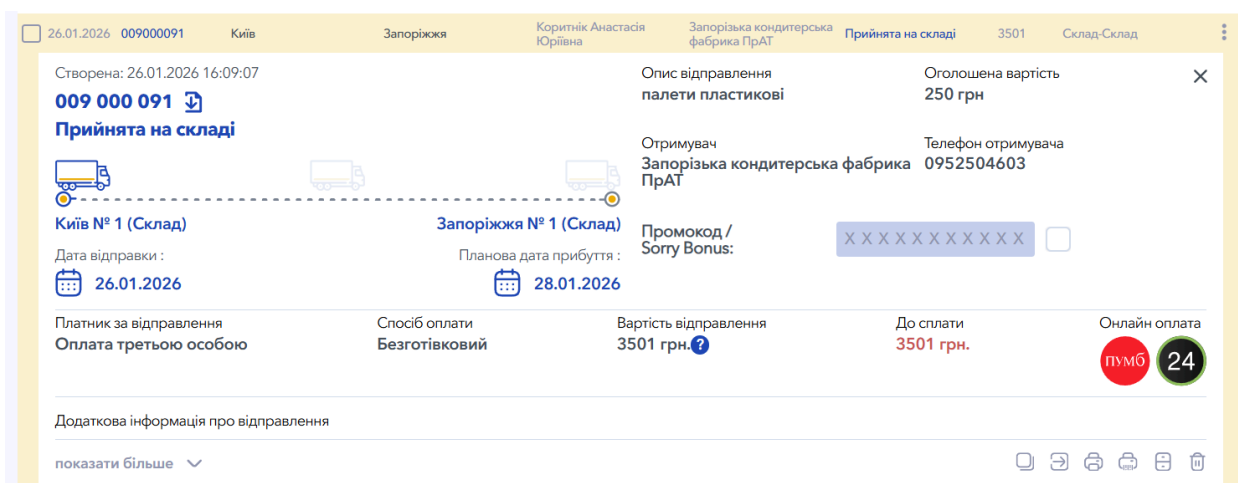 26.01.2026 009000091 Київ Запоріжжя Коритнік Анастасія Юріївна Запорізька кондитерська фабрика ПрАТ Прийнята на складі 3501 Склад-Склад
Створена: 26.01.2026 16:09:07
009 000 091
Прийнята на складі
Київ № 1 (Склад)
Запоріжжя № 1 (Склад)
Дата відправки :
26.01.2026
Планова дата прибуття :
28.01.2026
Опис відправлення
палети пластикові
Оголошена вартість
250 грн
Отримувач
Запорізька кондитерська фабрика
ПрАТ
Телефон отримувача
0952504603
Промокод /
Sorry Bonus:
X X X X X X X X X X X
Платник за відправлення
Оплата третьою особою
Спосіб оплати
Безготівковий
Вартість відправлення
3501 грн.?
До сплати
3501 грн.
Онлайн оплата
ПУМБ
24
Додаткова інформація про відправлення
показати більше